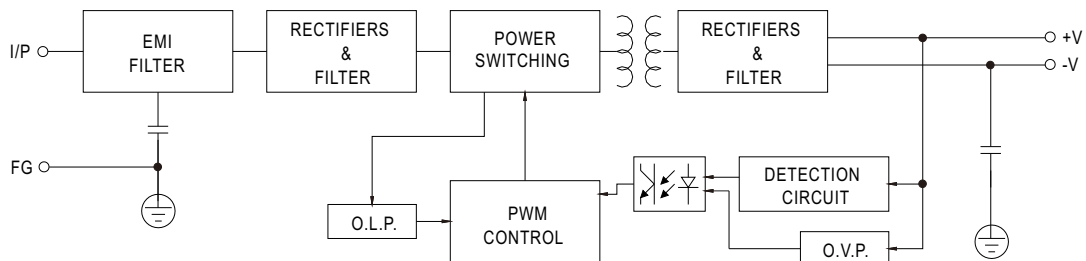 I/P
EMI
FILTER
RECTIFIERS
&
FILTER
POWER
SWITCHING
RECTIFIERS
&
FILTER
+V
-V
FG
O.L.P.
PWM
CONTROL
DETECTION
CIRCUIT
O.V.P.